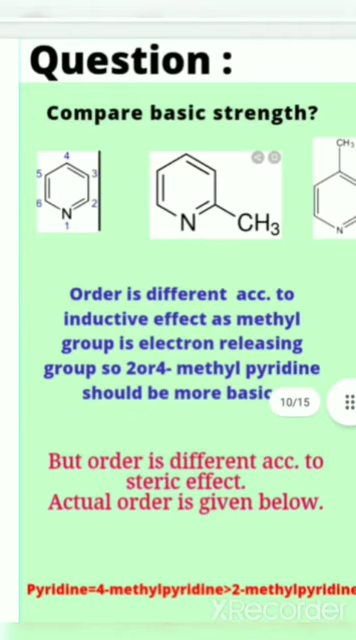 Question :
Compare basic strength?
4
5
3
6
2
N
1
N
CH3
CH3
N
Order is different acc. to
inductive effect as methyl
group is electron releasing
group so 2or4- methyl pyridine
should be more basic
10/15
But order is different acc. to
steric effect.
Actual order is given below.
Pyridine=4-methylpyridine>2-methylpyridine
XRecorder